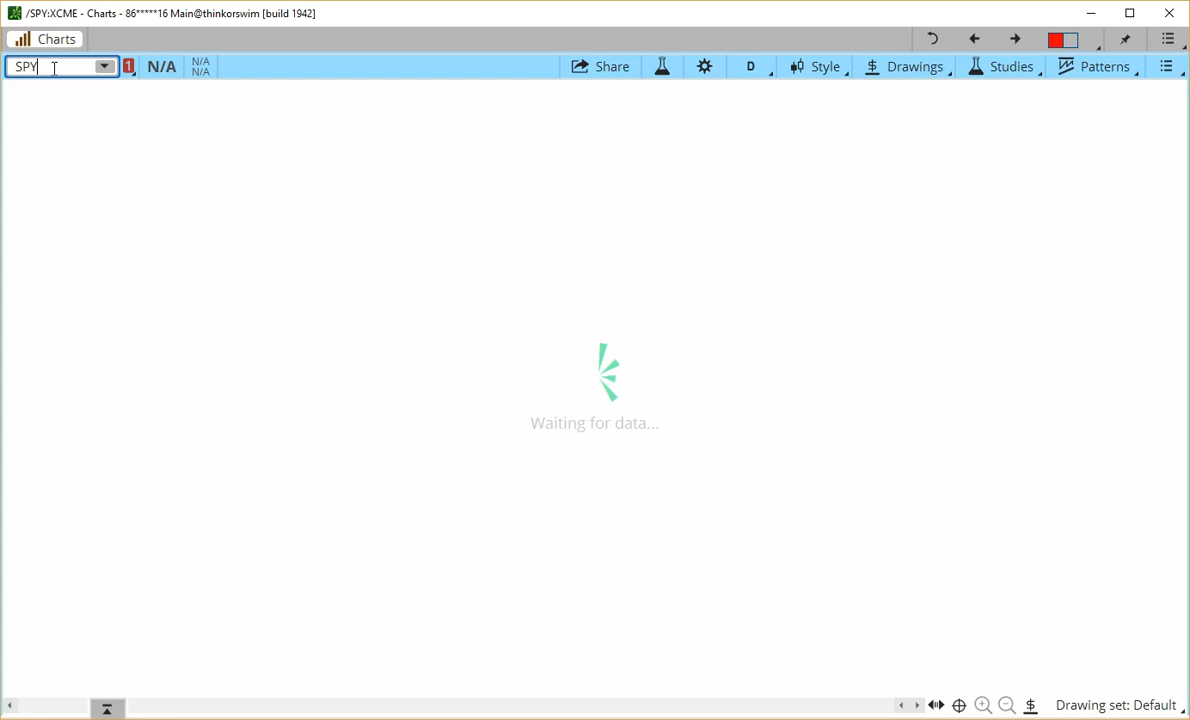 /SPY:XCME - Charts - 86*****16 Main@thinkorswim [build 1942]
Charts
SPY
1
N/A
N/A
N/A
Share
D
Style
$ Drawings
Studies
Patterns
Waiting for data...
$
Drawing set: Default